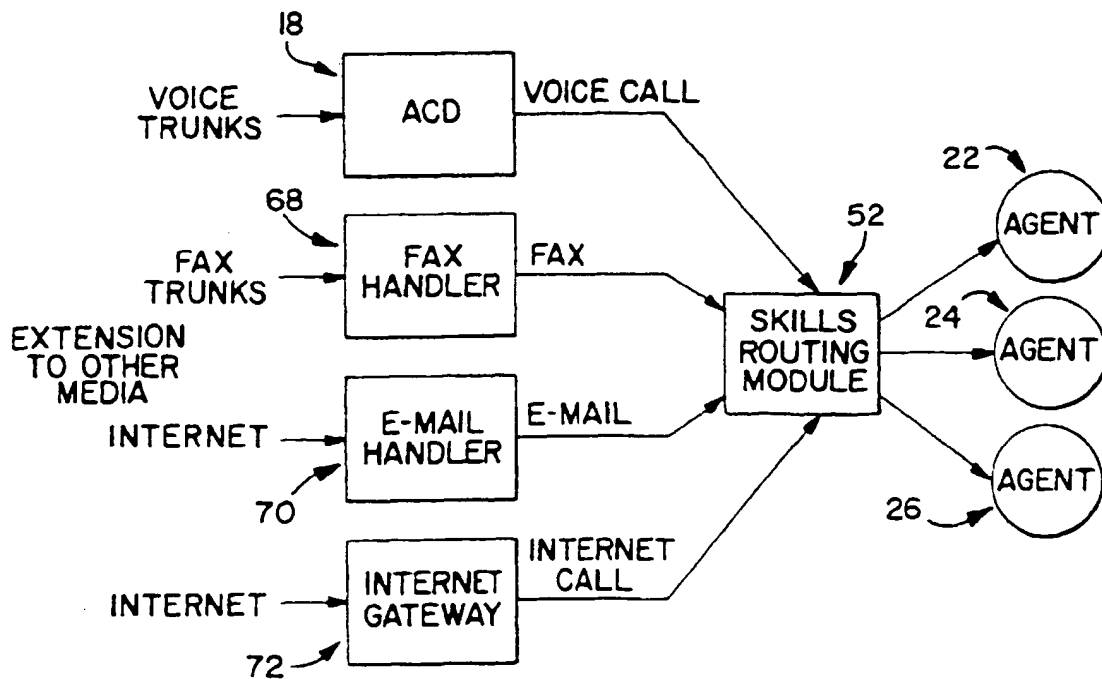 18
VOICE
TRUNKS
ACD
VOICE CALL
68
FAX
TRUNKS
FAX
HANDLER
FAX
EXTENSION
TO OTHER
MEDIA
INTERNET
E-MAIL
HANDLER
E-MAIL
70
INTERNET
INTERNET
GATEWAY
INTERNET
CALL
72
52
SKILLS
ROUTING
MODULE
22
AGENT
24
AGENT
AGENT
26